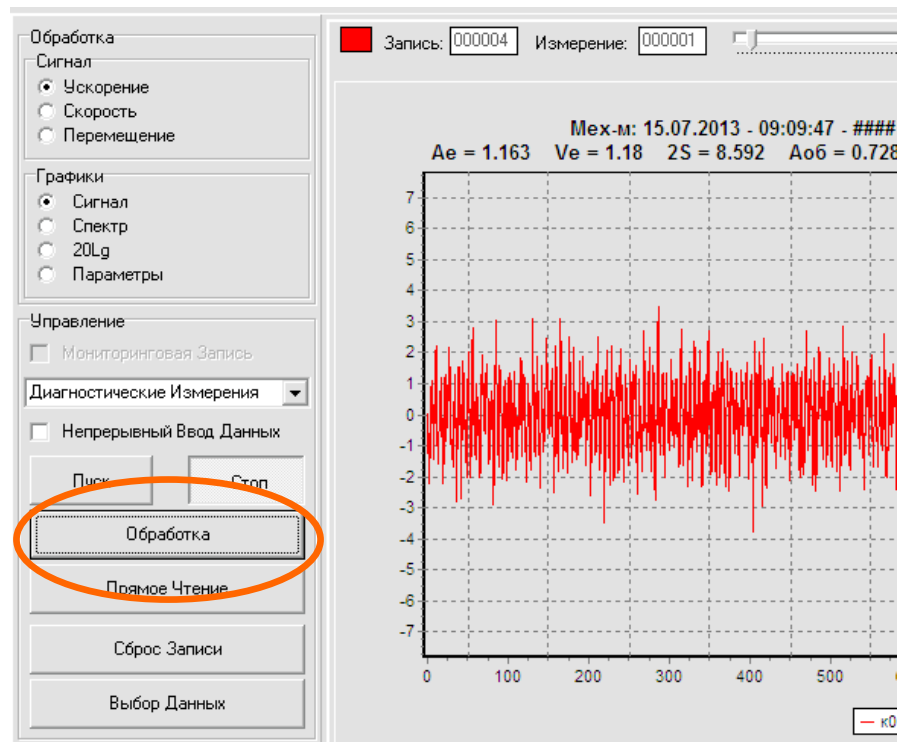 Обработка
Сигнал
Ускорение
Скорость
Перемещение
Графики
Сигнал
Спектр
20Lg
Параметры
Управление
Мониторинговая Запись
Диагностические Измерения
Непрерывный Ввод Данных
Пуск Стоп
Обработка
Прямое Чтение
Сброс Записи
Выбор Данных
Запись: 000004 Измерение: 000001
Мех-м: 15.07.2013 - 09:09:47 - ####
Ae = 1.163 Ve = 1.18 2S = 8.592 Aоб = 0.728
7
6
5
4
3
2
1
0
-1
-2
-3
-4
-5
-6
-7
0 100 200 300 400 500